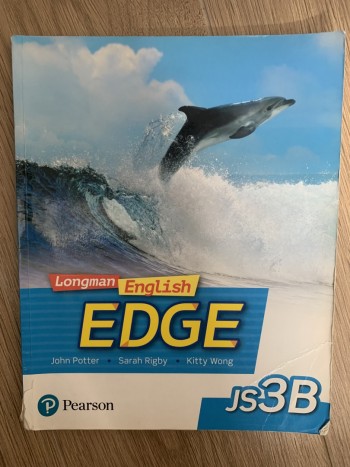 Longman English
EDGE
John Potter • Sarah Rigby • Kitty Wong
Pearson
JS3B